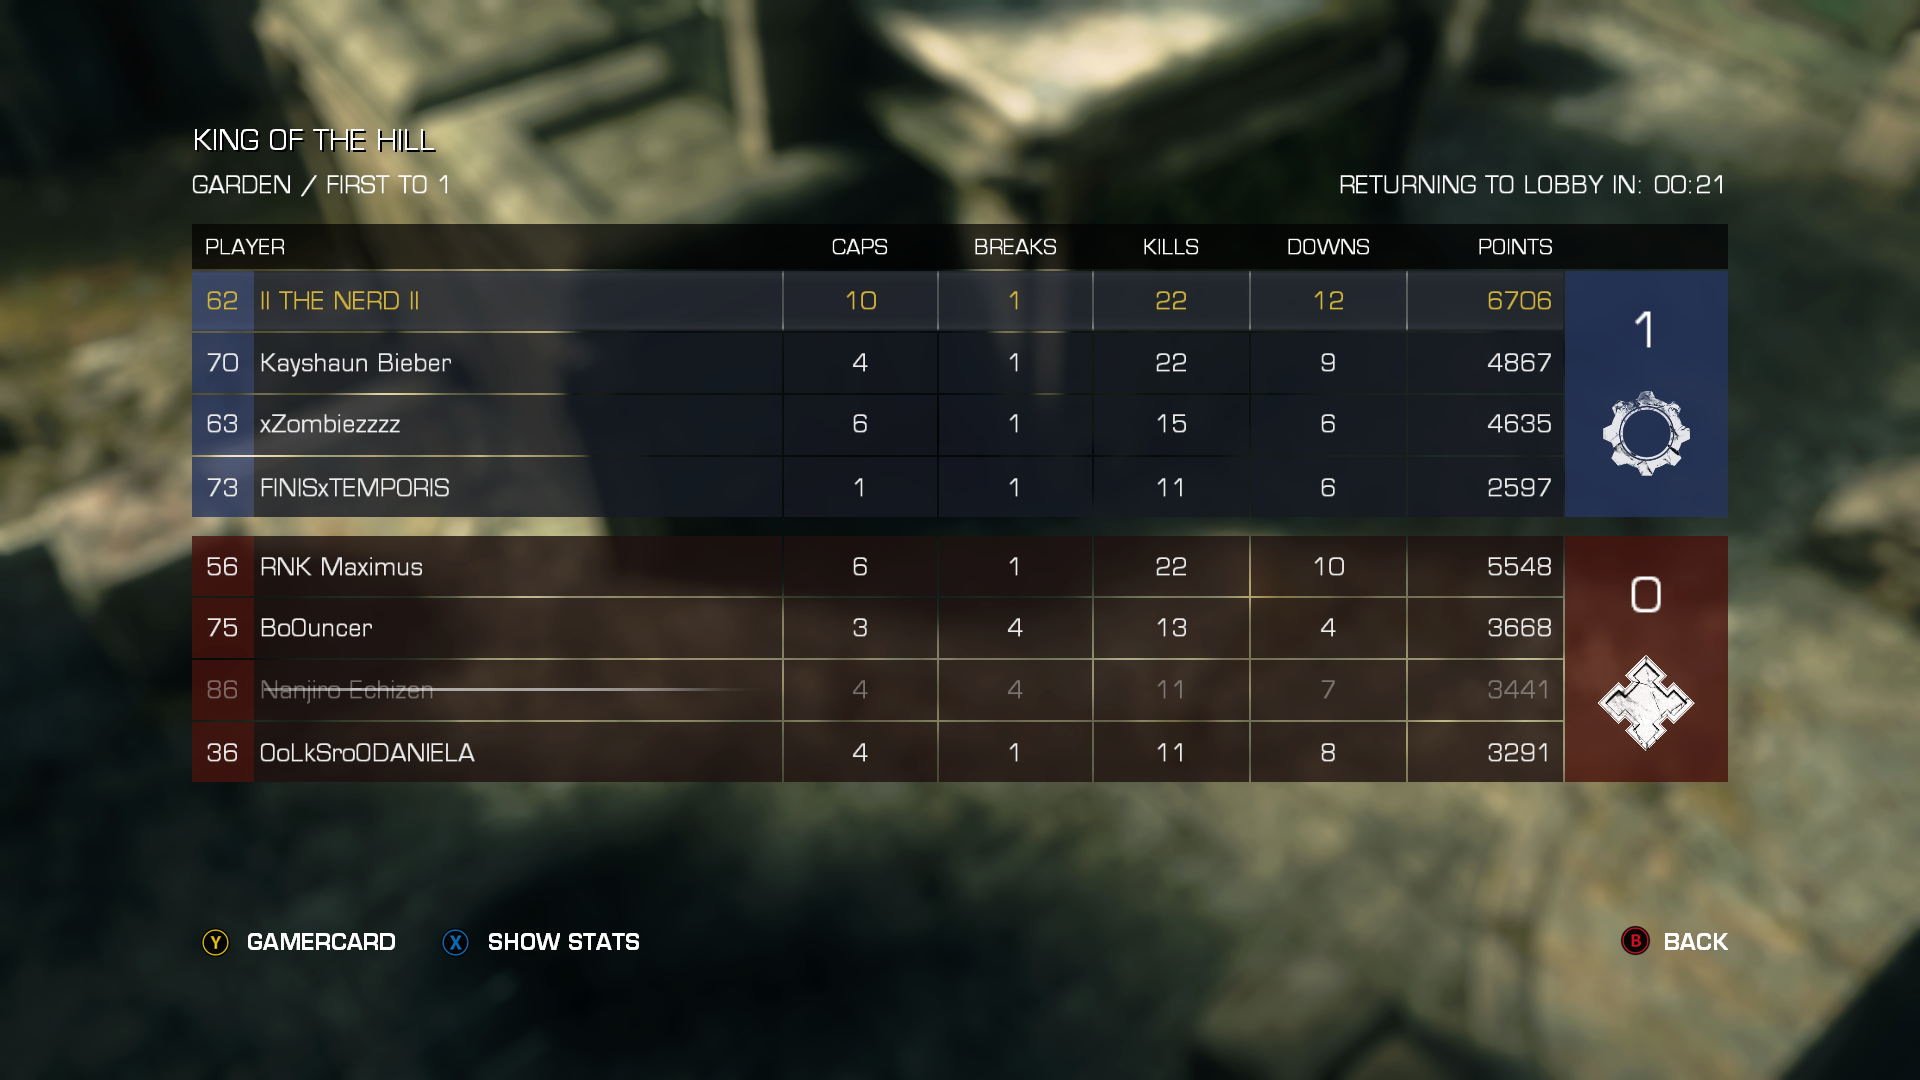 KING OF THE HILL
GARDEN / FIRST TO 1
RETURNING TO LOBBY IN: 00:21
PLAYER CAPS BREAKS KILLS DOWNS POINTS
62 II THE NERD II 10 1 22 12 6706
70 Kayshaun Bieber 4 1 22 9 4867
63 xZombiezzzz 6 1 15 6 4635
73 FINISxTEMPORIS 1 1 11 6 2597
1
56 RNK Maximus 6 1 22 10 5548
75 BoOuncer 3 4 13 4 3668
86 Nanjiro Echizen 4 4 11 7 3441
36 OoLkSroODANIELA 4 1 11 8 3291
0
Y GAMERCARD X SHOW STATS B BACK